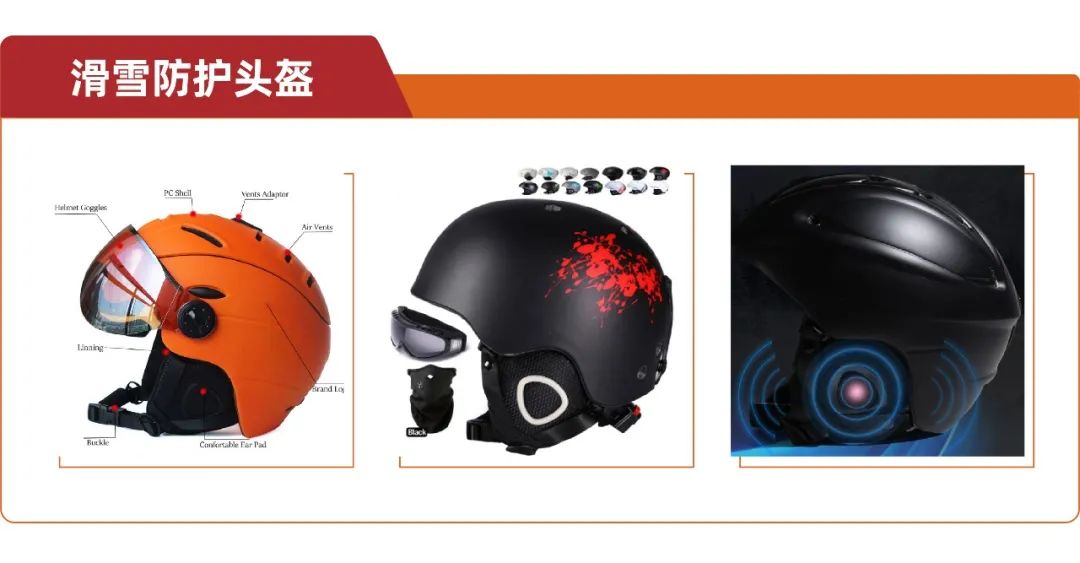 滑雪防护头盔
PC Shell
Vents Adaptor
Helmet Goggles
Air Vents
Linning
Brand Log
Buckle
Confortable Ear Pad
Black